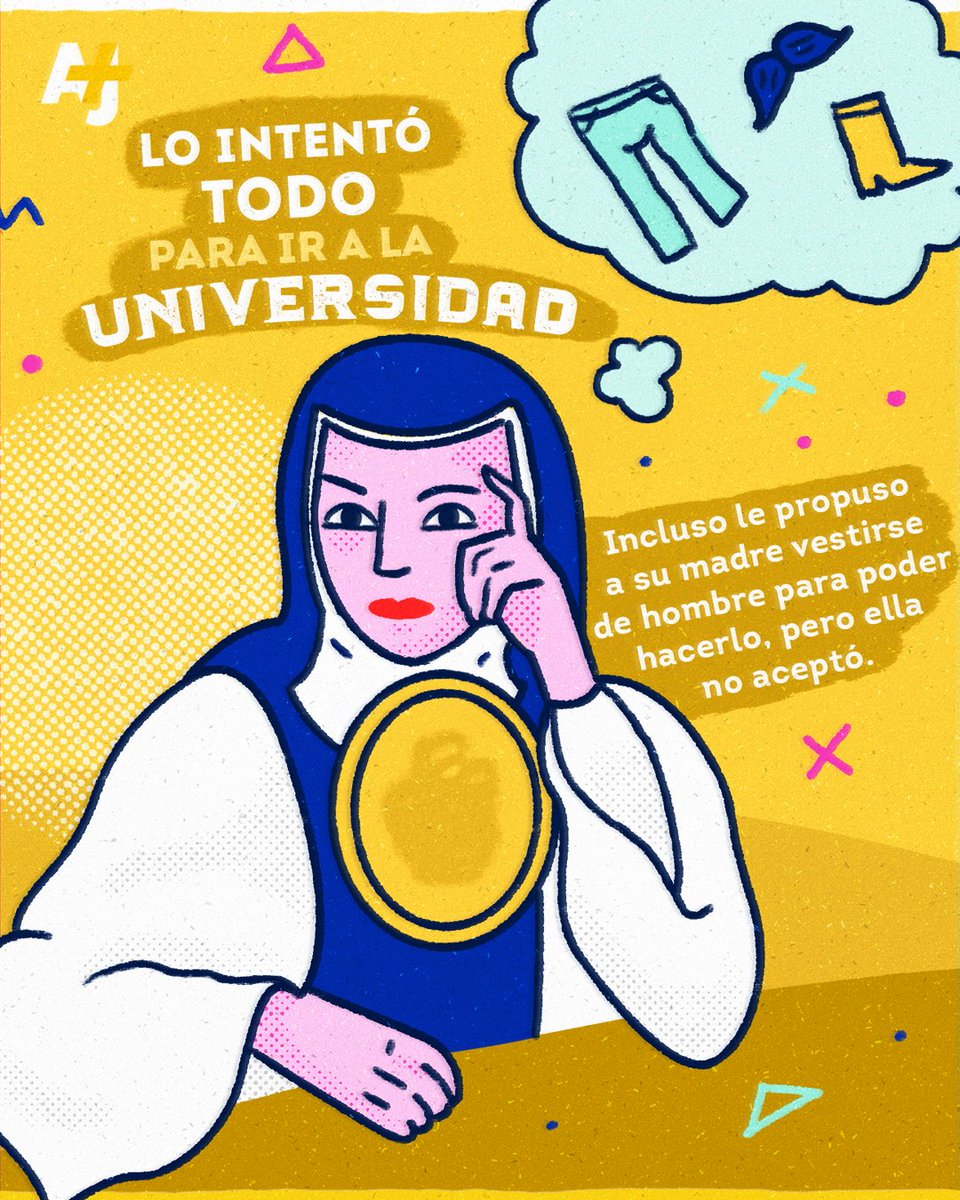 AJ+
LO INTENTÓ
TODO
PARA IR A LA
UNIVERSIDAD
Incluso le propuso
a su madre vestirse
de hombre para poder
hacerlo, pero ella
no aceptó.